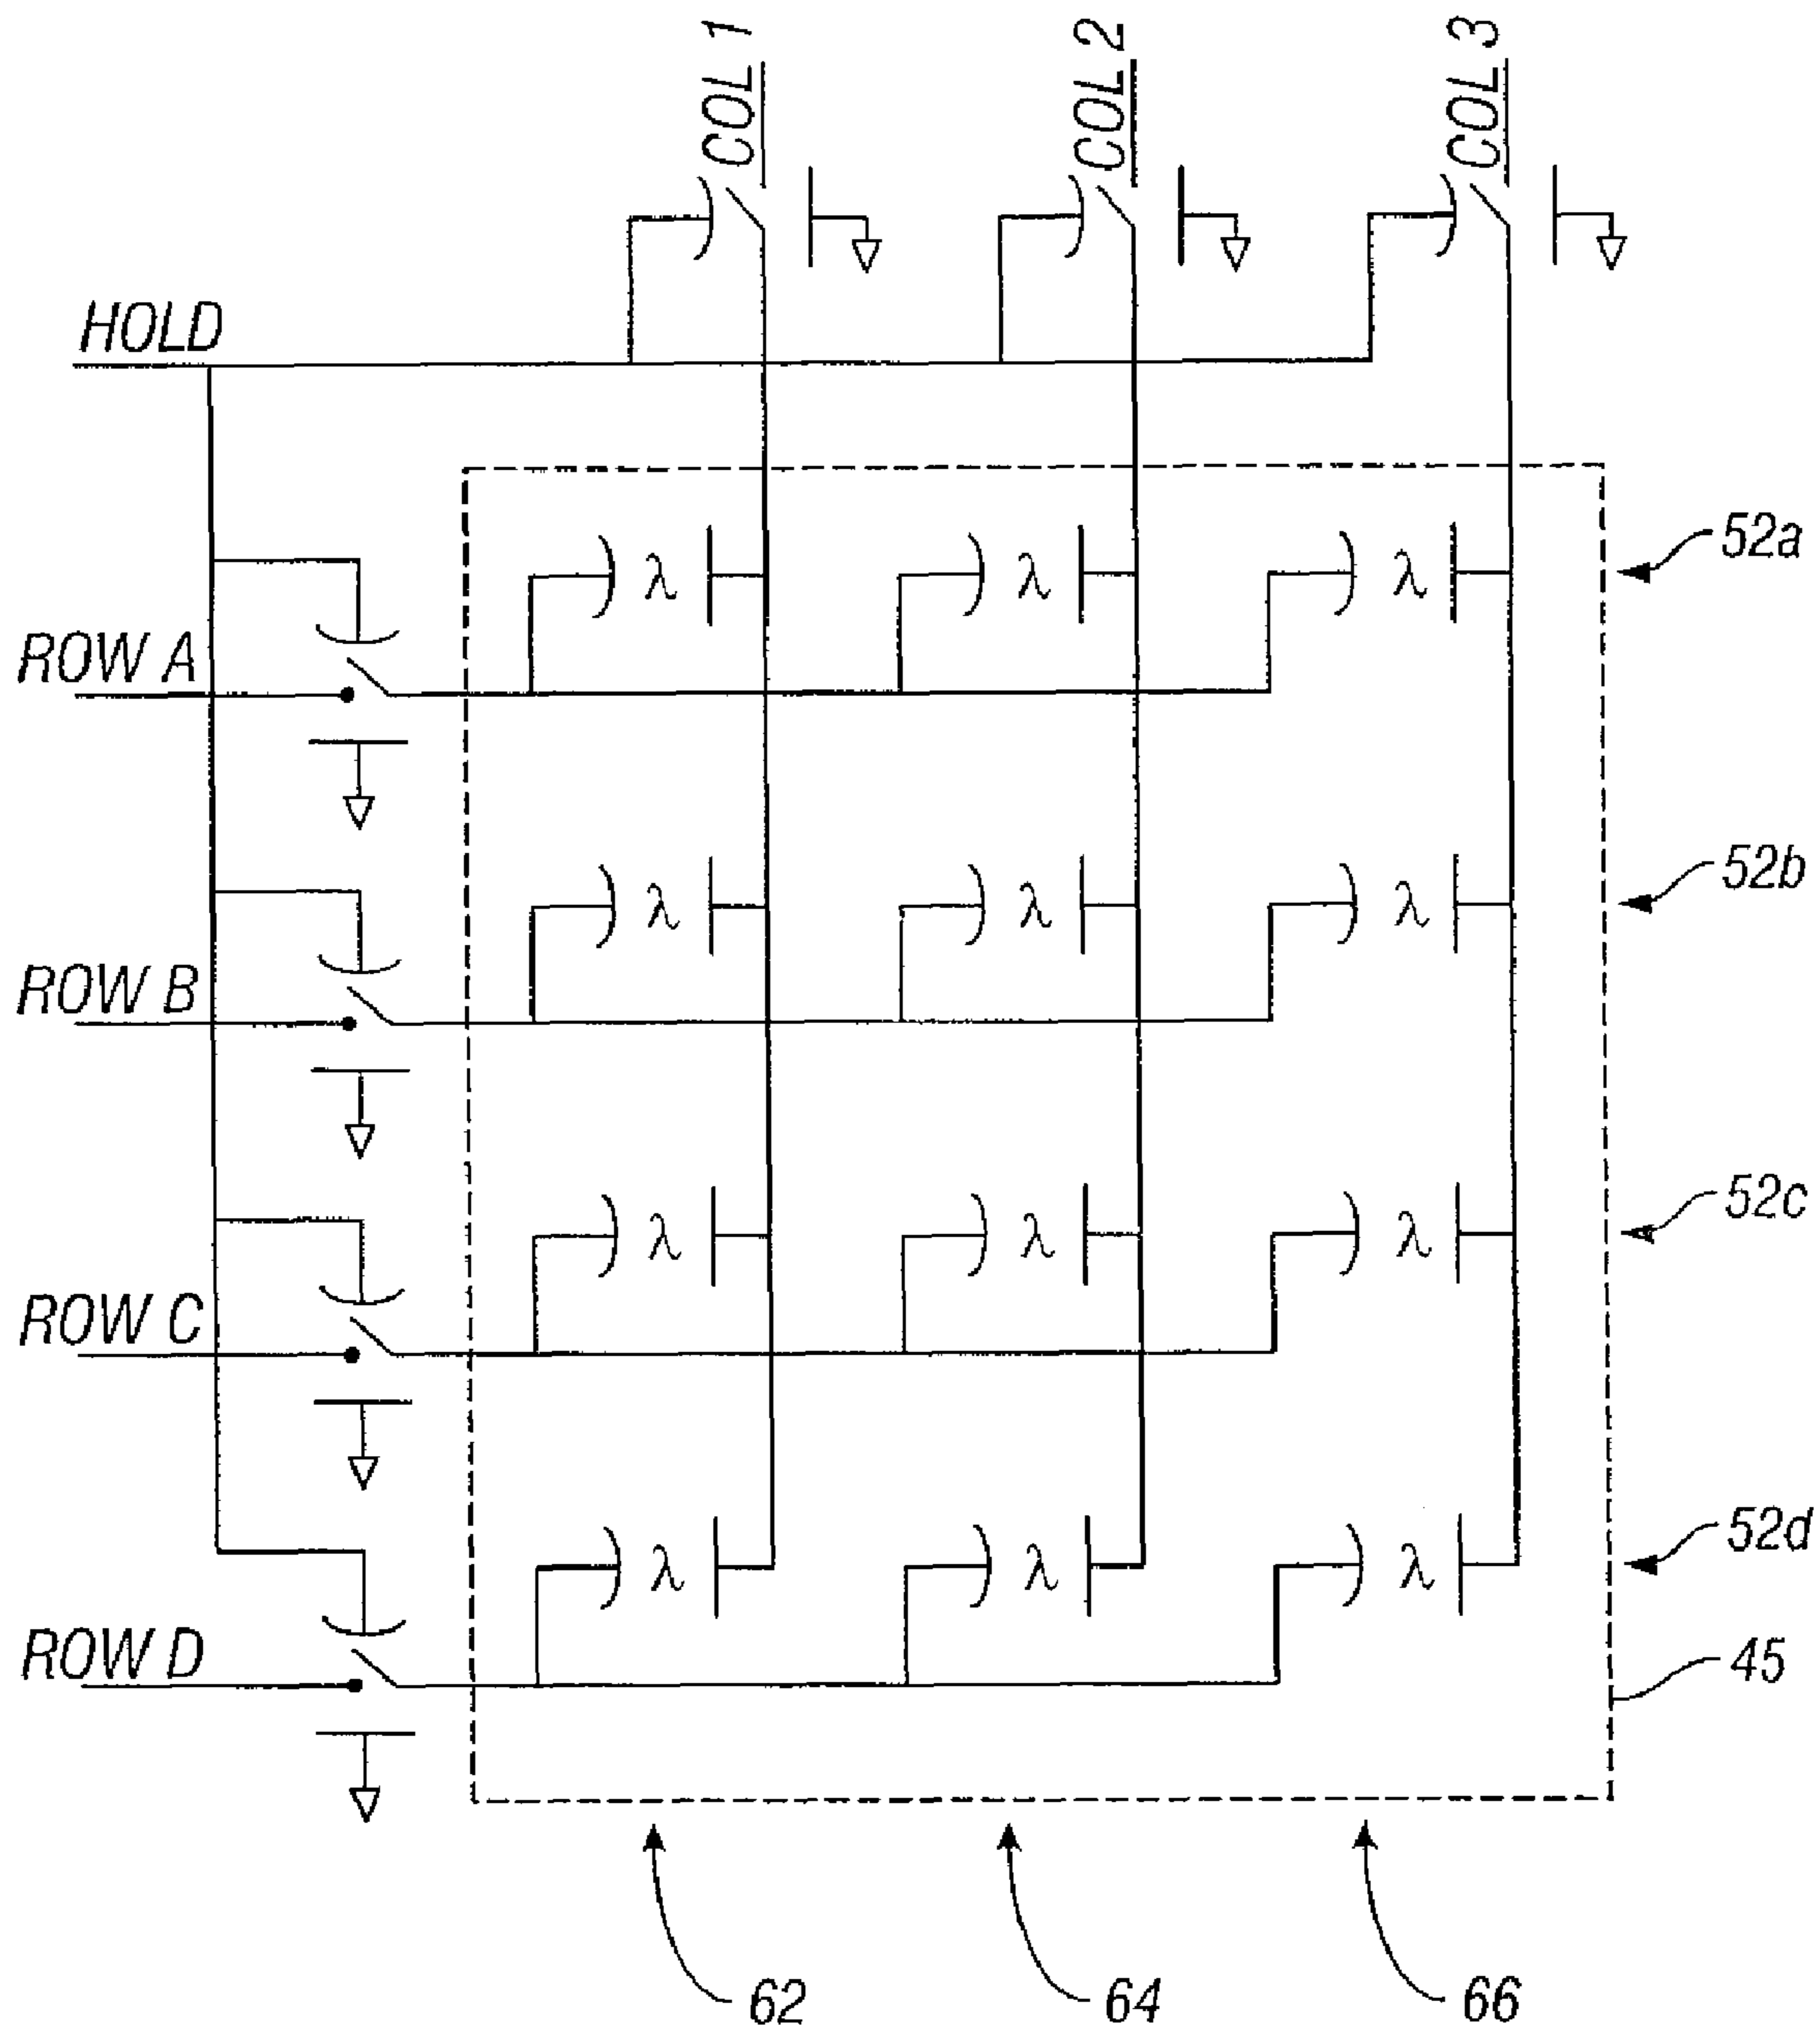 COL 1
COL 2
COL 3
HOLD
λ λ λ
52a
ROW A
λ λ λ
52b
ROW B
λ λ λ
52c
ROW C
λ λ λ
52d
ROW D
45
62
64
66